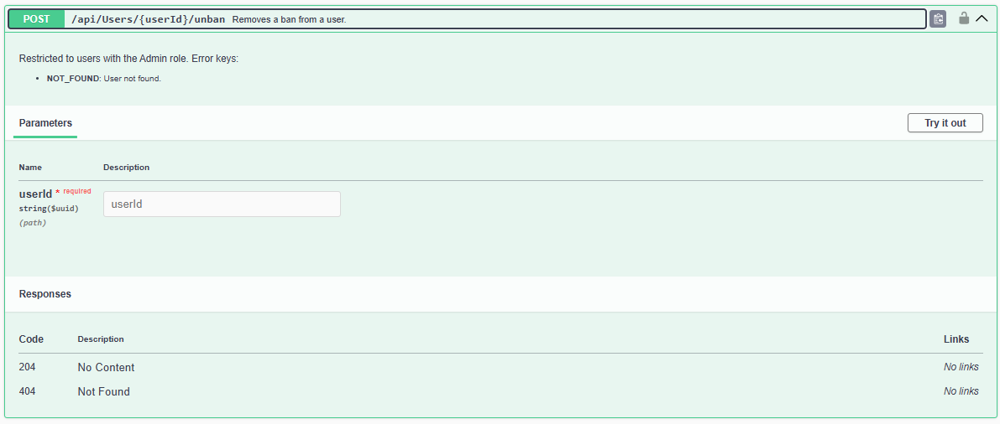 POST /api/Users/{userId}/unban Removes a ban from a user.
Restricted to users with the Admin role. Error keys:
• NOT_FOUND: User not found.
Parameters Try it out
Name Description
userId * required
string($uuid)
(path)
userId
Responses
Code Description Links
204 No Content No links
404 Not Found No links